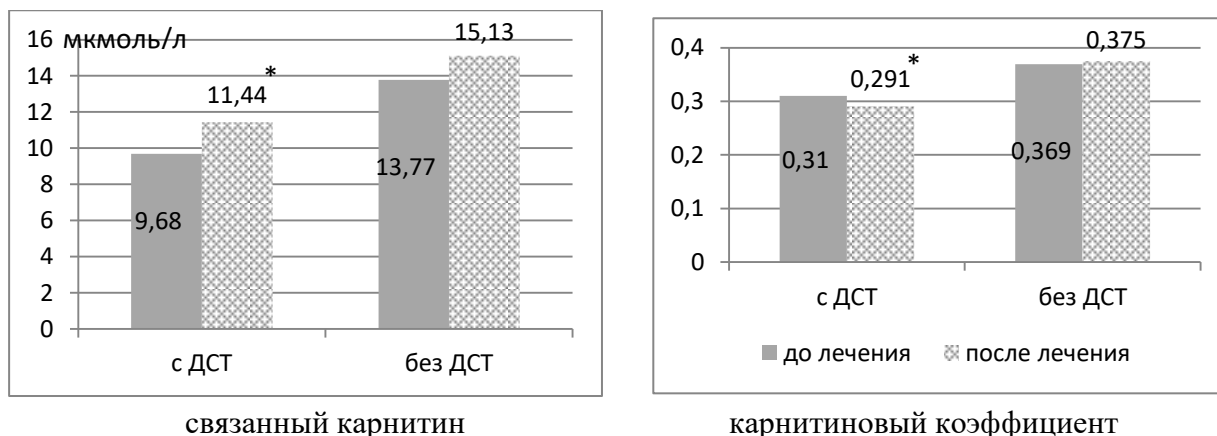 мкмоль/л
16
14
12
10
8
6
4
2
0
9,68
11,44
*
13,77
15,13
с ДСТ
без ДСТ
связанный карнитин
0,4
0,3
0,2
0,1
0
0,31
0,291
*
0,369
0,375
с ДСТ
без ДСТ
до лечения
после лечения
карнитиновый коэффициент